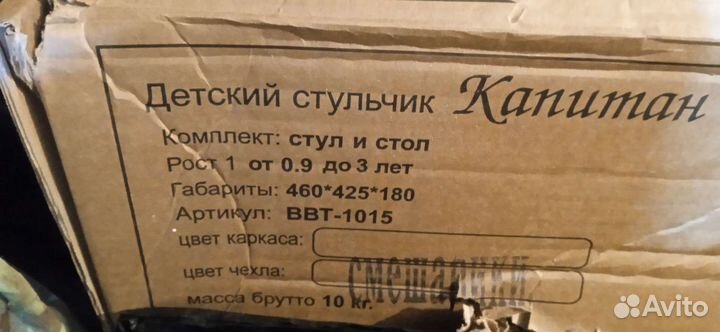 Детский стульчик Капитан
Комплект: стул и стол
Рост 1 от 0.9 до 3 лет
Габариты: 460*425*180
Артикул: ВВТ-1015
цвет каркаса:
цвет чехла: смешарики
масса брутто 10 кг.
Avito